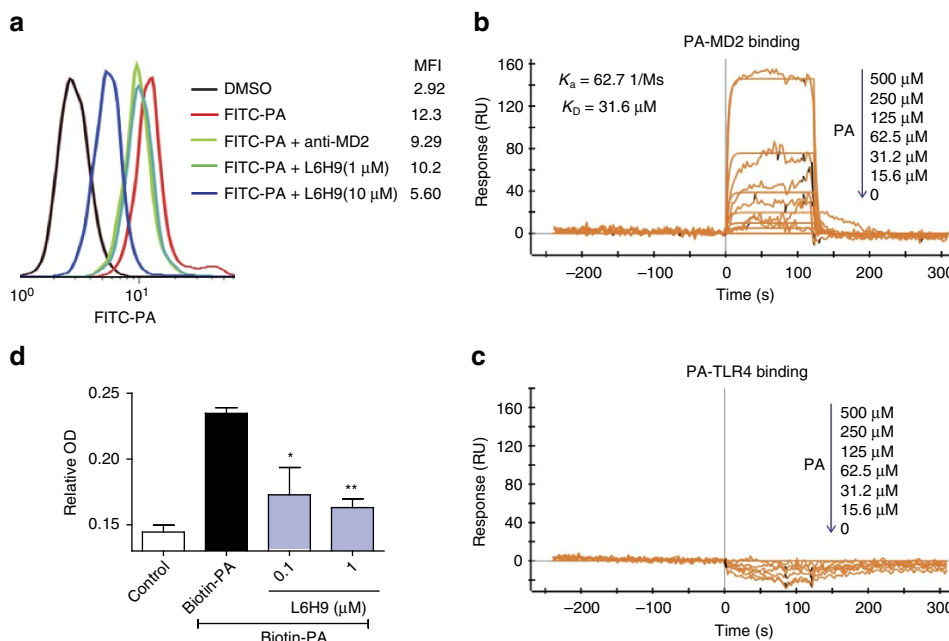 a
MFI
DMSO 2.92
FITC-PA 12.3
FITC-PA + anti-MD2 9.29
FITC-PA + L6H9(1 μM) 10.2
FITC-PA + L6H9(10 μM) 5.60
10⁰ 10¹
FITC-PA
b
PA-MD2 binding
Kₐ = 62.7 1/Ms
K_D = 31.6 μM
PA
500 μM
250 μM
125 μM
62.5 μM
31.2 μM
15.6 μM
0
Response (RU)
160
120
80
40
0
−200 −100 0 100 200 300
Time (s)
d
Relative OD
0.25
0.20
0.15
*
**
Control
Biotin-PA
0.1
1
L6H9 (μM)
Biotin-PA
c
PA-TLR4 binding
PA
500 μM
250 μM
125 μM
62.5 μM
31.2 μM
15.6 μM
0
Response (RU)
160
120
80
40
0
−200 −100 0 100 200 300
Time (s)